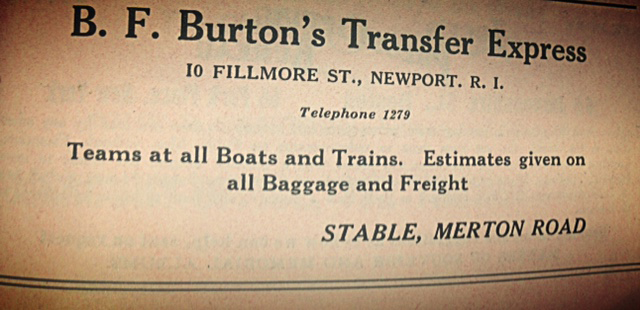 B. F. Burton's Transfer Express
10 FILLMORE ST., NEWPORT. R. I.
Telephone 1279
Teams at all Boats and Trains. Estimates given on
all Baggage and Freight
STABLE, MERTON ROAD